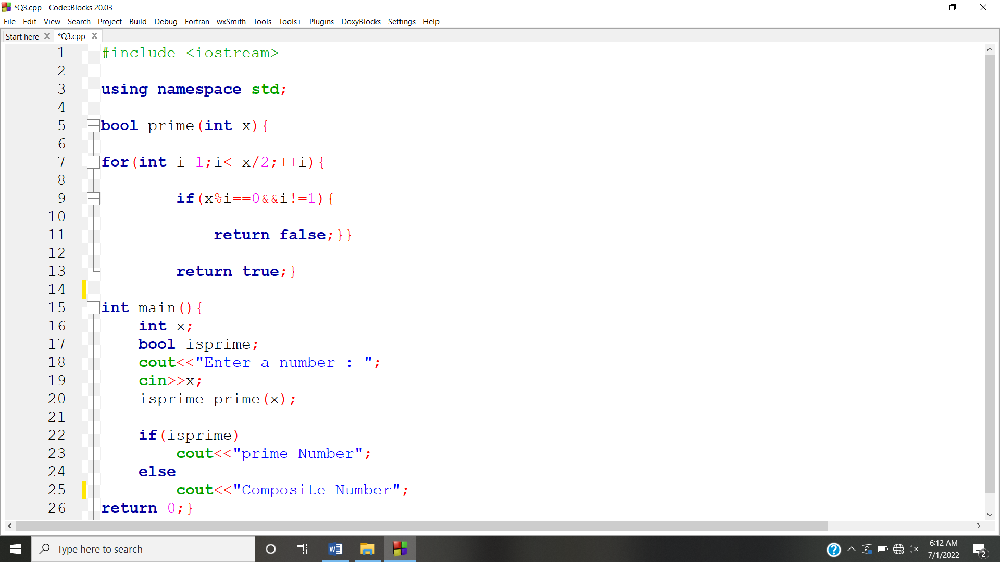 *Q3.cpp - Code::Blocks 20.03
File Edit View Search Project Build Debug Fortran wxSmith Tools Tools+ Plugins DoxyBlocks Settings Help
Start here X *Q3.cpp X
1 #include <iostream>
2
3 using namespace std;
4
5 bool prime(int x){
6
7 for(int i=1;i<=x/2;++i){
8
9 if(x%i==0&&i!=1){
10
11 return false;}}
12
13 return true;}
14
15 int main(){
16 int x;
17 bool isprime;
18 cout<<"Enter a number : ";
19 cin>>x;
20 isprime=prime(x);
21
22 if(isprime)
23 cout<<"prime Number";
24 else
25 cout<<"Composite Number";
26 return 0;}
Type here to search
6:12 AM
7/1/2022
2